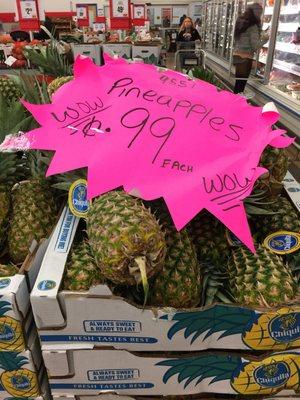 9551
PINEAPPLES
WOW
¢.99
EACH
WOW
ALWAYS SWEET
& READY TO EAT
FRESH TASTES BEST
Chiquita
ALWAYS SWEET
& READY TO EAT
FRESH TASTES BEST
Chiquita